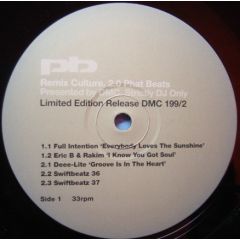 pb
Remix Culture. 2.0 Phat Beats
Presented by DMC. Strictly DJ Only
Limited Edition Release DMC 199/2
1.1 Full Intention 'Everybody Loves The Sunshine'
1.2 Eric B & Rakim 'I Know You Got Soul'
2.1 Deee-Lite 'Groove Is In The Heart'
2.2 Swiftbeatz 36
2.3 Swiftbeatz 37
Side 1 33rpm